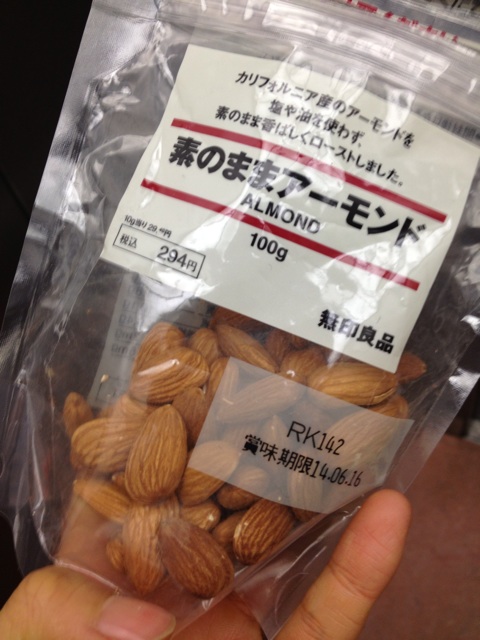 カリフォルニア産のアーモンドを
塩や油を使わず、
素のまま香ばしくローストしました。
素のままアーモンド
ALMOND
100g
税込 294円
無印良品
RK142
賞味期限14.06.16